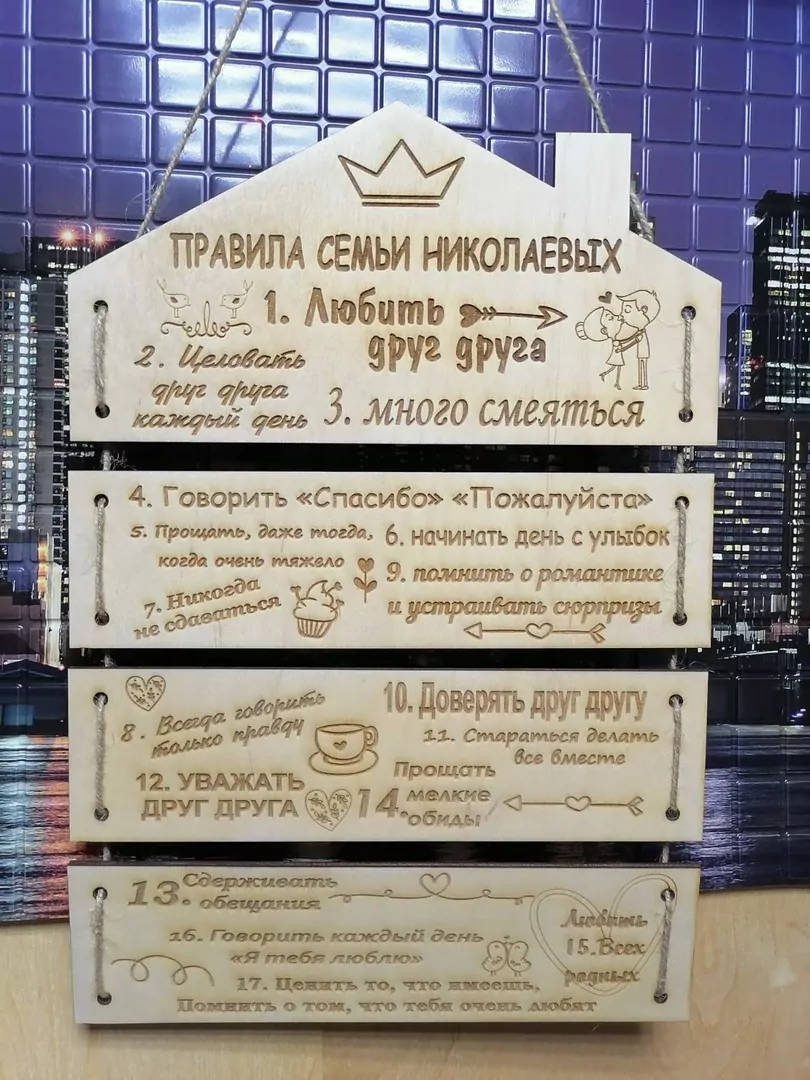 ПРАВИЛА СЕМЬИ НИКОЛАЕВЫХ
1. Любить
друг друга
2. Целовать
друг друга
каждый день
3. много смеяться
4. Говорить «Спасибо» «Пожалуйста»
5. Прощать, даже тогда,
когда очень тяжело
6. начинать день с улыбок
7. Никогда
не сдаваться
9. помнить о романтике
и устраивать сюрпризы
8. Всегда говорить
только правду
10. Доверять друг другу
11. Стараться делать
все вместе
12. УВАЖАТЬ
ДРУГ ДРУГА
14. Прощать
мелкие
обиды
13. Сдерживать
обещания
Любить
15. Всех
родных
16. Говорить каждый день
«Я тебя люблю»
17. Ценить то, что имеешь,
Помнить о том, что тебя очень любят